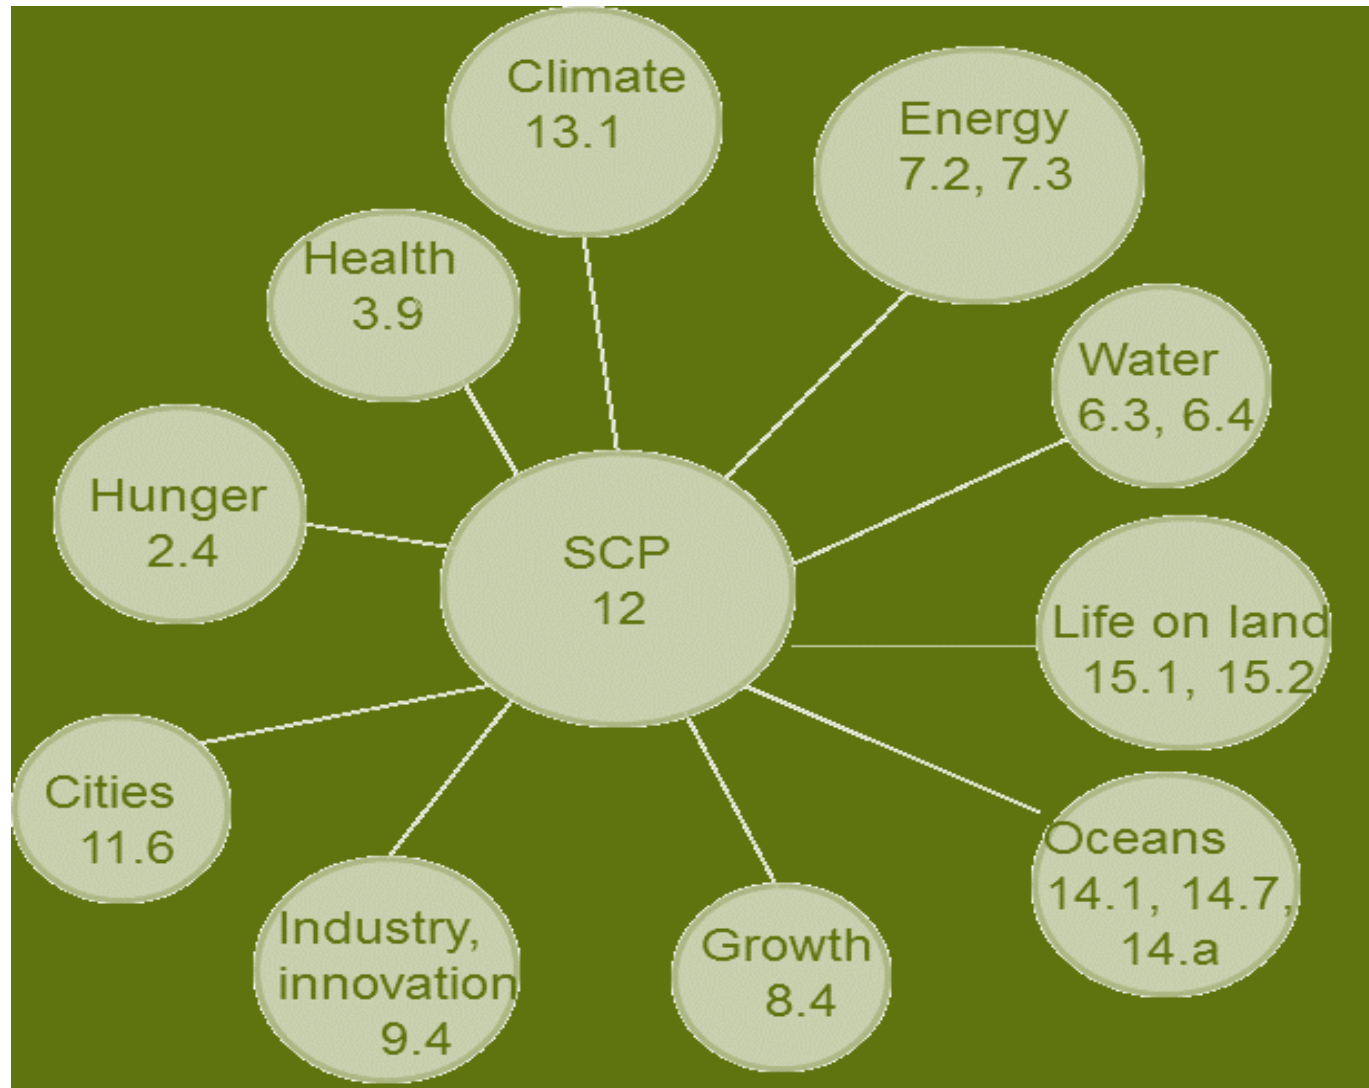 Climate
13.1
Energy
7.2, 7.3
Health
3.9
Water
6.3, 6.4
Hunger
2.4
SCP
12
Life on land
15.1, 15.2
Cities
11.6
Oceans
14.1, 14.7,
14.a
Industry,
innovation
9.4
Growth
8.4